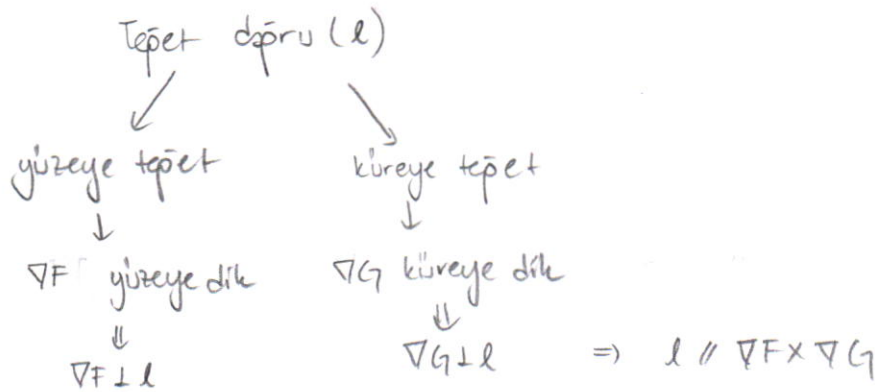 Teğet doğru (l)
yüzeye teğet küreye teğet
∇F yüzeye dik ∇G küreye dik
∇F ⊥ l ∇G ⊥ l ⇒ l // ∇F × ∇G